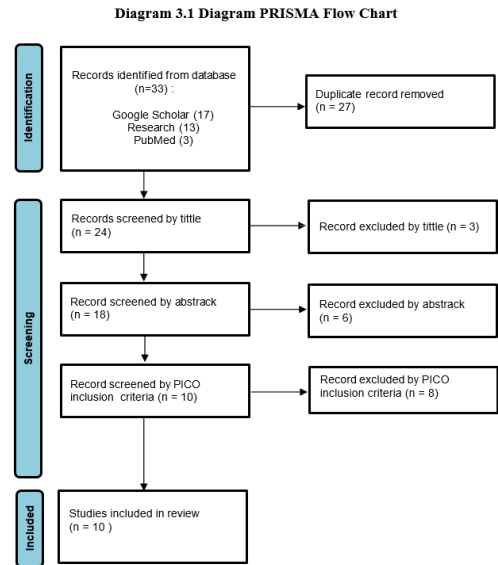 Diagram 3.1 Diagram PRISMA Flow Chart
Identification
Records identified from database
(n=33) :
Google Scholar (17)
Research (13)
PubMed (3)
Duplicate record removed
(n = 27)
Screening
Records screened by tittle
(n = 24)
Record excluded by tittle (n = 3)
Record screened by abstrack
(n = 18)
Record excluded by abstrack
(n = 6)
Record screened by PICO
inclusion criteria (n = 10)
Record excluded by PICO
inclusion criteria (n = 8)
Included
Studies included in review
(n = 10 )